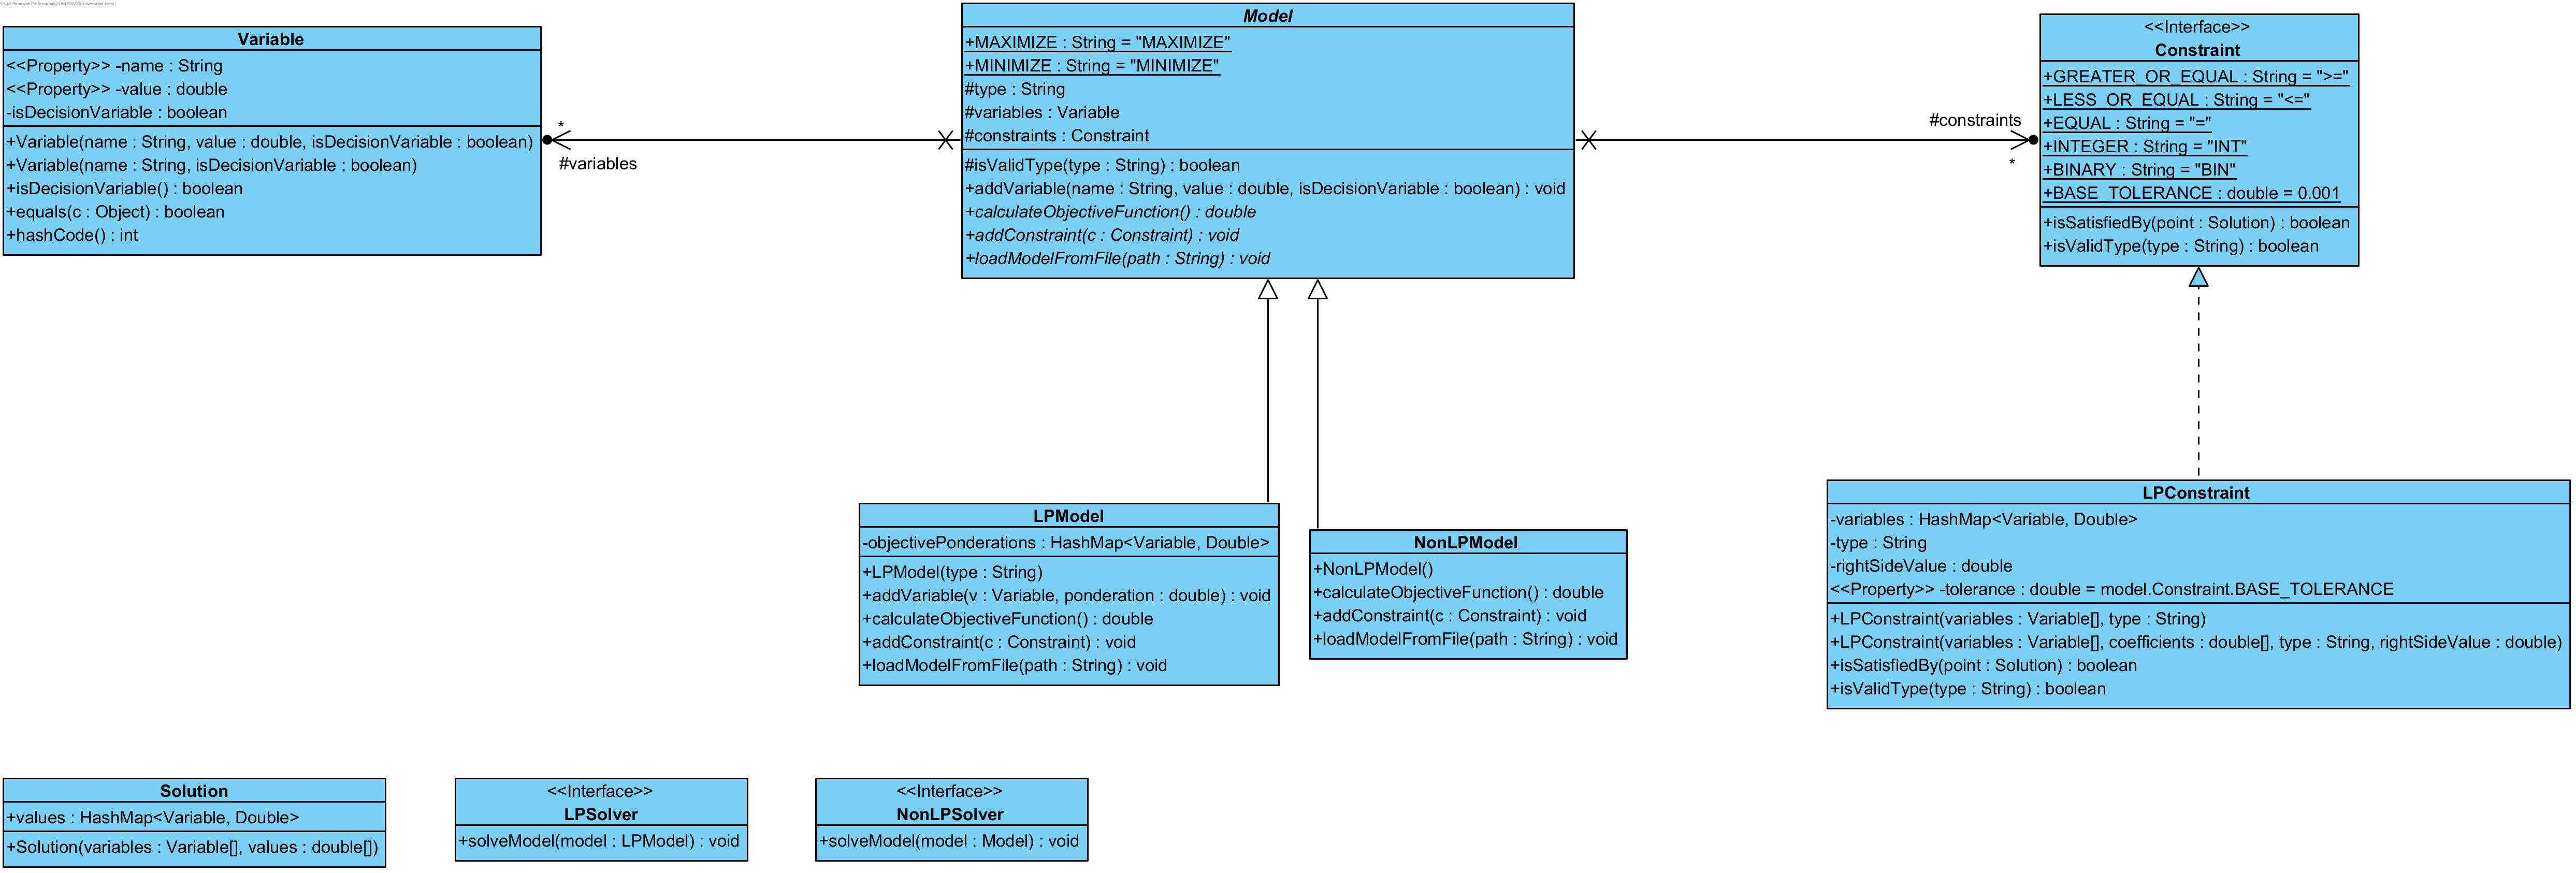 Visual Paradigm Professional(JUAN DAVID(Universidad Icesi))
Variable
<<Property>> -name : String
<<Property>> -value : double
-isDecisionVariable : boolean
+Variable(name : String, value : double, isDecisionVariable : boolean)
+Variable(name : String, isDecisionVariable : boolean)
+isDecisionVariable() : boolean
+equals(c : Object) : boolean
+hashCode() : int
*
#variables
Model
+MAXIMIZE : String = "MAXIMIZE"
+MINIMIZE : String = "MINIMIZE"
#type : String
#variables : Variable
#constraints : Constraint
#isValidType(type : String) : boolean
+addVariable(name : String, value : double, isDecisionVariable : boolean) : void
+calculateObjectiveFunction() : double
+addConstraint(c : Constraint) : void
+loadModelFromFile(path : String) : void
#constraints
*
<<Interface>>
Constraint
+GREATER_OR_EQUAL : String = ">="
+LESS_OR_EQUAL : String = "<="
+EQUAL : String = "="
+INTEGER : String = "INT"
+BINARY : String = "BIN"
+BASE_TOLERANCE : double = 0.001
+isSatisfiedBy(point : Solution) : boolean
+isValidType(type : String) : boolean
LPModel
-objectivePonderations : HashMap<Variable, Double>
+LPModel(type : String)
+addVariable(v : Variable, ponderation : double) : void
+calculateObjectiveFunction() : double
+addConstraint(c : Constraint) : void
+loadModelFromFile(path : String) : void
NonLPModel
+NonLPModel()
+calculateObjectiveFunction() : double
+addConstraint(c : Constraint) : void
+loadModelFromFile(path : String) : void
LPConstraint
-variables : HashMap<Variable, Double>
-type : String
-rightSideValue : double
<<Property>> -tolerance : double = model.Constraint.BASE_TOLERANCE
+LPConstraint(variables : Variable[], type : String)
+LPConstraint(variables : Variable[], coefficients : double[], type : String, rightSideValue : double)
+isSatisfiedBy(point : Solution) : boolean
+isValidType(type : String) : boolean
Solution
+values : HashMap<Variable, Double>
+Solution(variables : Variable[], values : double[])
<<Interface>>
LPSolver
+solveModel(model : LPModel) : void
<<Interface>>
NonLPSolver
+solveModel(model : Model) : void